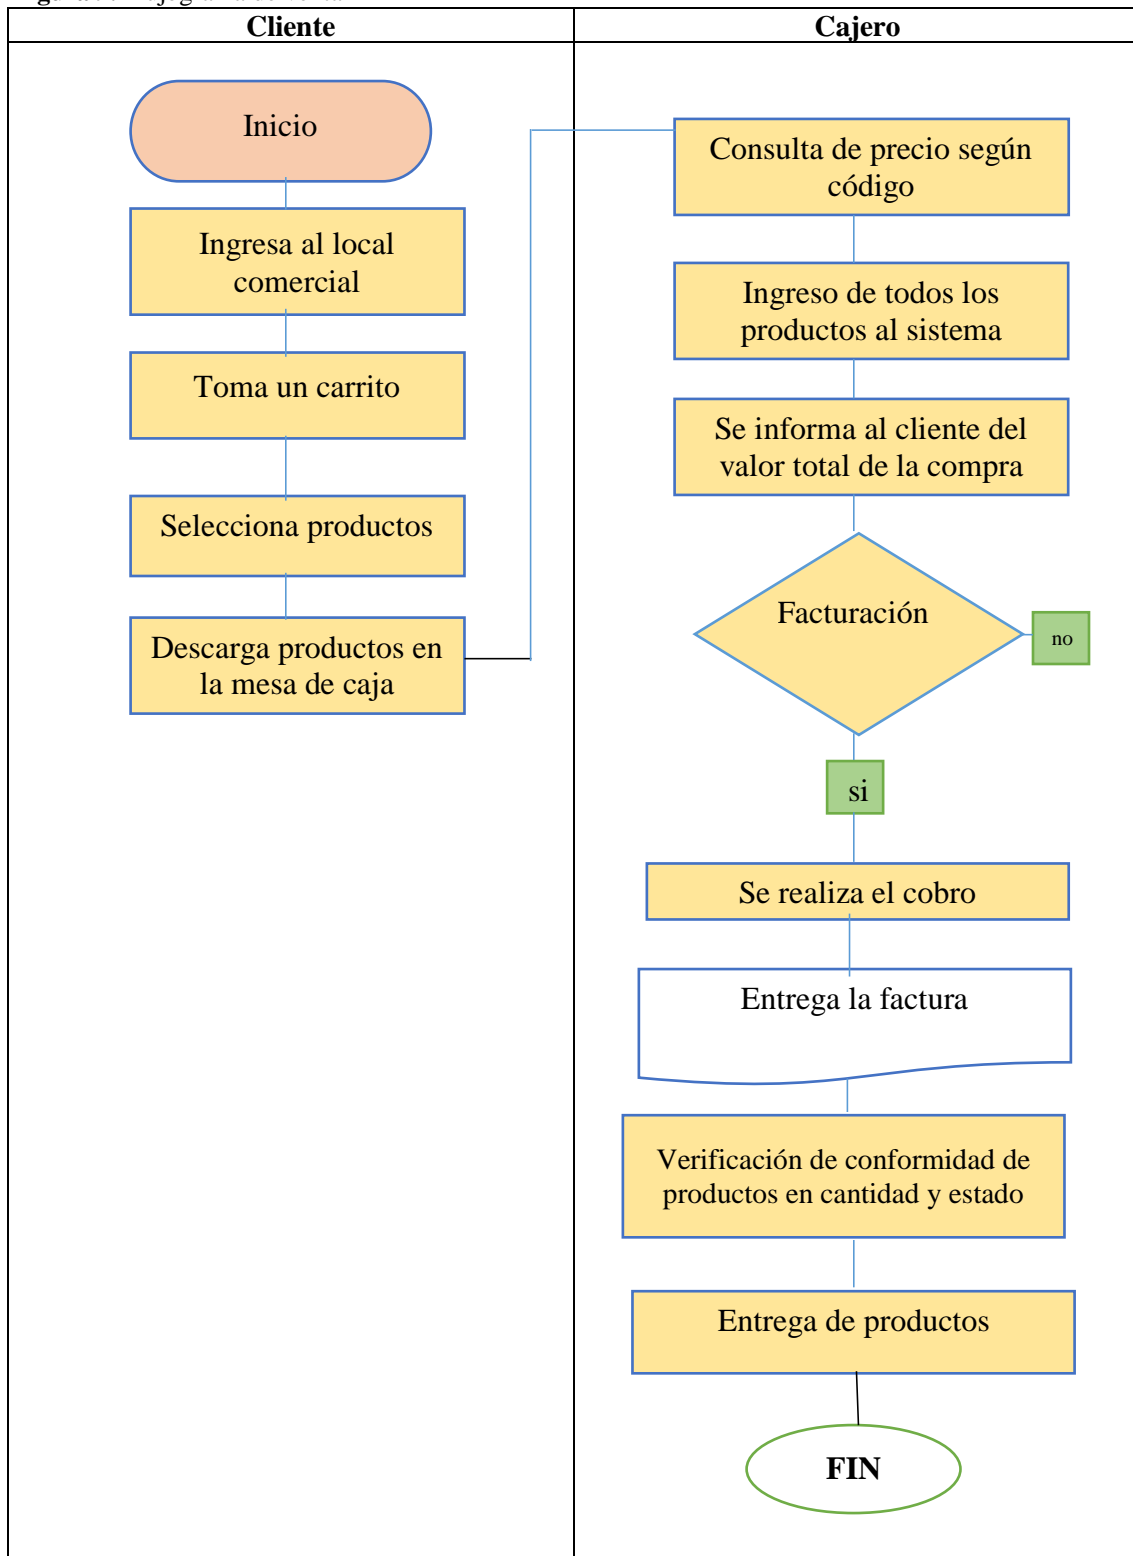 Cliente
Cajero
Inicio
Ingresa al local
comercial
Toma un carrito
Selecciona productos
Descarga productos en
la mesa de caja
Consulta de precio según
código
Ingreso de todos los
productos al sistema
Se informa al cliente del
valor total de la compra
Facturación
no
si
Se realiza el cobro
Entrega la factura
Verificación de conformidad de
productos en cantidad y estado
Entrega de productos
FIN